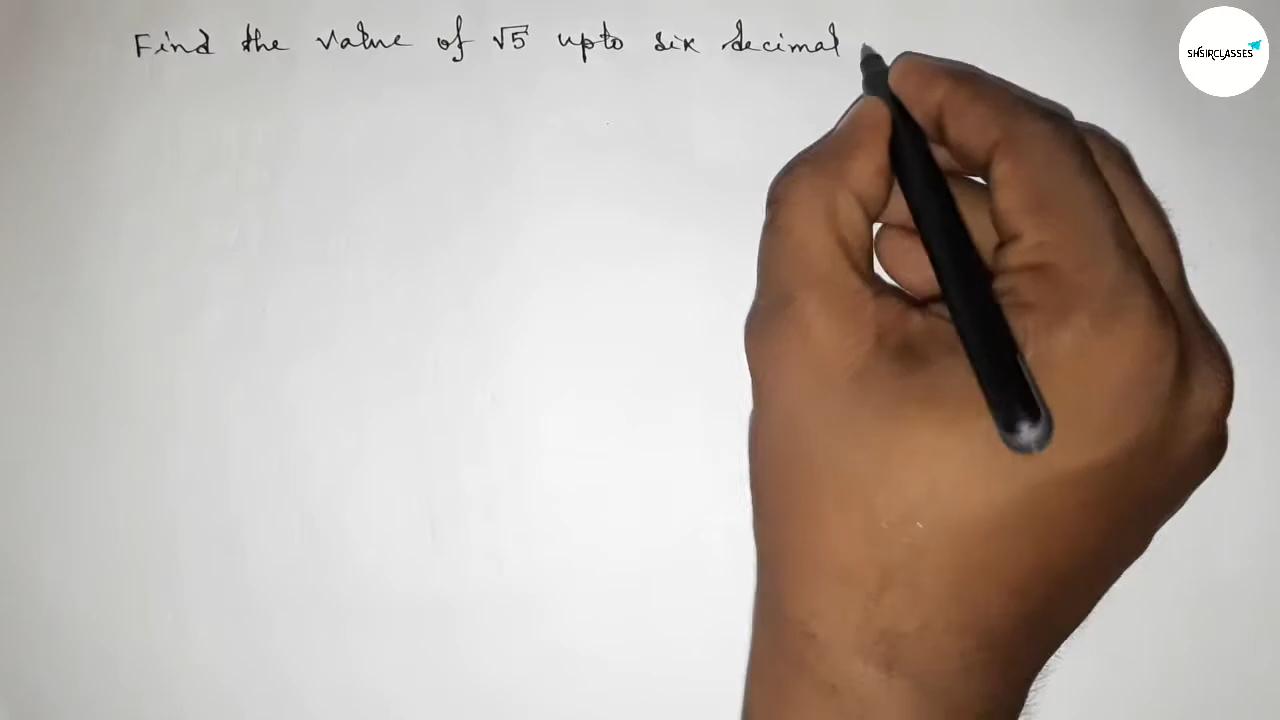 Find the value of √5 upto six decimal
SHSIRCLASSES